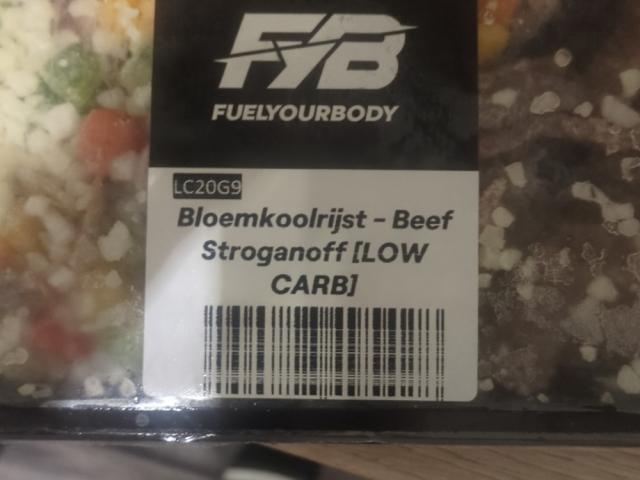 FYB
FUELYOURBODY
LC20G9
Bloemkoolrijst - Beef
Stroganoff [LOW
CARB]